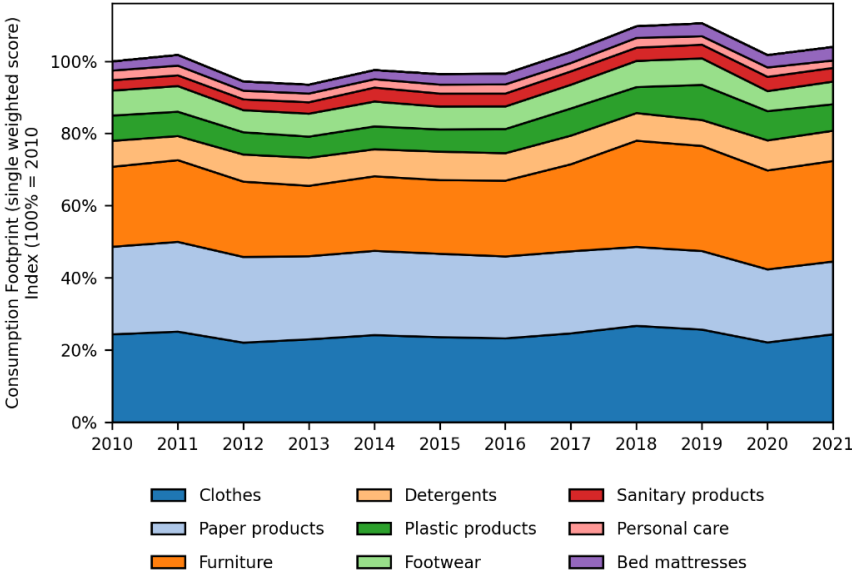 Consumption Footprint (single weighted score)
Index (100% = 2010
100%
80%
60%
40%
20%
0%
2010 2011 2012 2013 2014 2015 2016 2017 2018 2019 2020 2021
Clothes Detergents Sanitary products
Paper products Plastic products Personal care
Furniture Footwear Bed mattresses